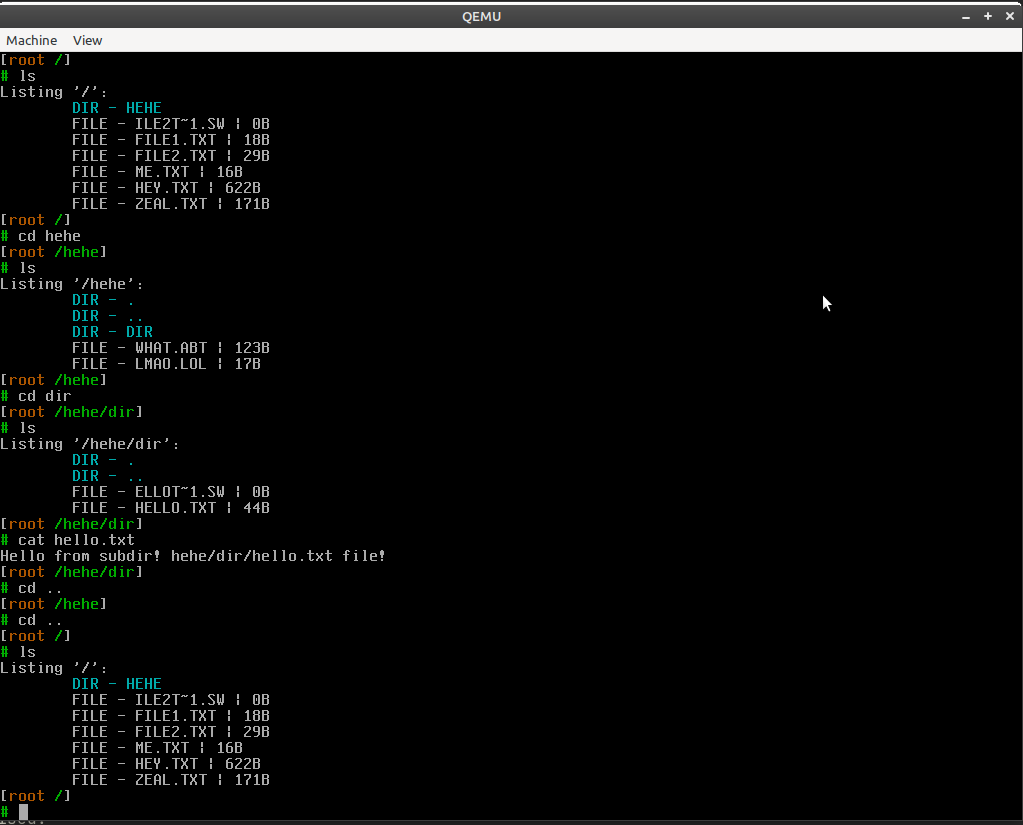 QEMU
Machine View
[root /]
# ls
Listing '/':
DIR - HEHE
FILE - ILE2T~1.SW | 0B
FILE - FILE1.TXT | 18B
FILE - FILE2.TXT | 29B
FILE - ME.TXT | 16B
FILE - HEY.TXT | 622B
FILE - ZEAL.TXT | 171B
[root /]
# cd hehe
[root /hehe]
# ls
Listing '/hehe':
DIR - .
DIR - ..
DIR - DIR
FILE - WHAT.ABT | 123B
FILE - LMAO.LOL | 17B
[root /hehe]
# cd dir
[root /hehe/dir]
# ls
Listing '/hehe/dir':
DIR - .
DIR - ..
FILE - ELLOT~1.SW | 0B
FILE - HELLO.TXT | 44B
[root /hehe/dir]
# cat hello.txt
Hello from subdir! hehe/dir/hello.txt file!
[root /hehe/dir]
# cd ..
[root /hehe]
# cd ..
[root /]
# ls
Listing '/':
DIR - HEHE
FILE - ILE2T~1.SW | 0B
FILE - FILE1.TXT | 18B
FILE - FILE2.TXT | 29B
FILE - ME.TXT | 16B
FILE - HEY.TXT | 622B
FILE - ZEAL.TXT | 171B
[root /]
#